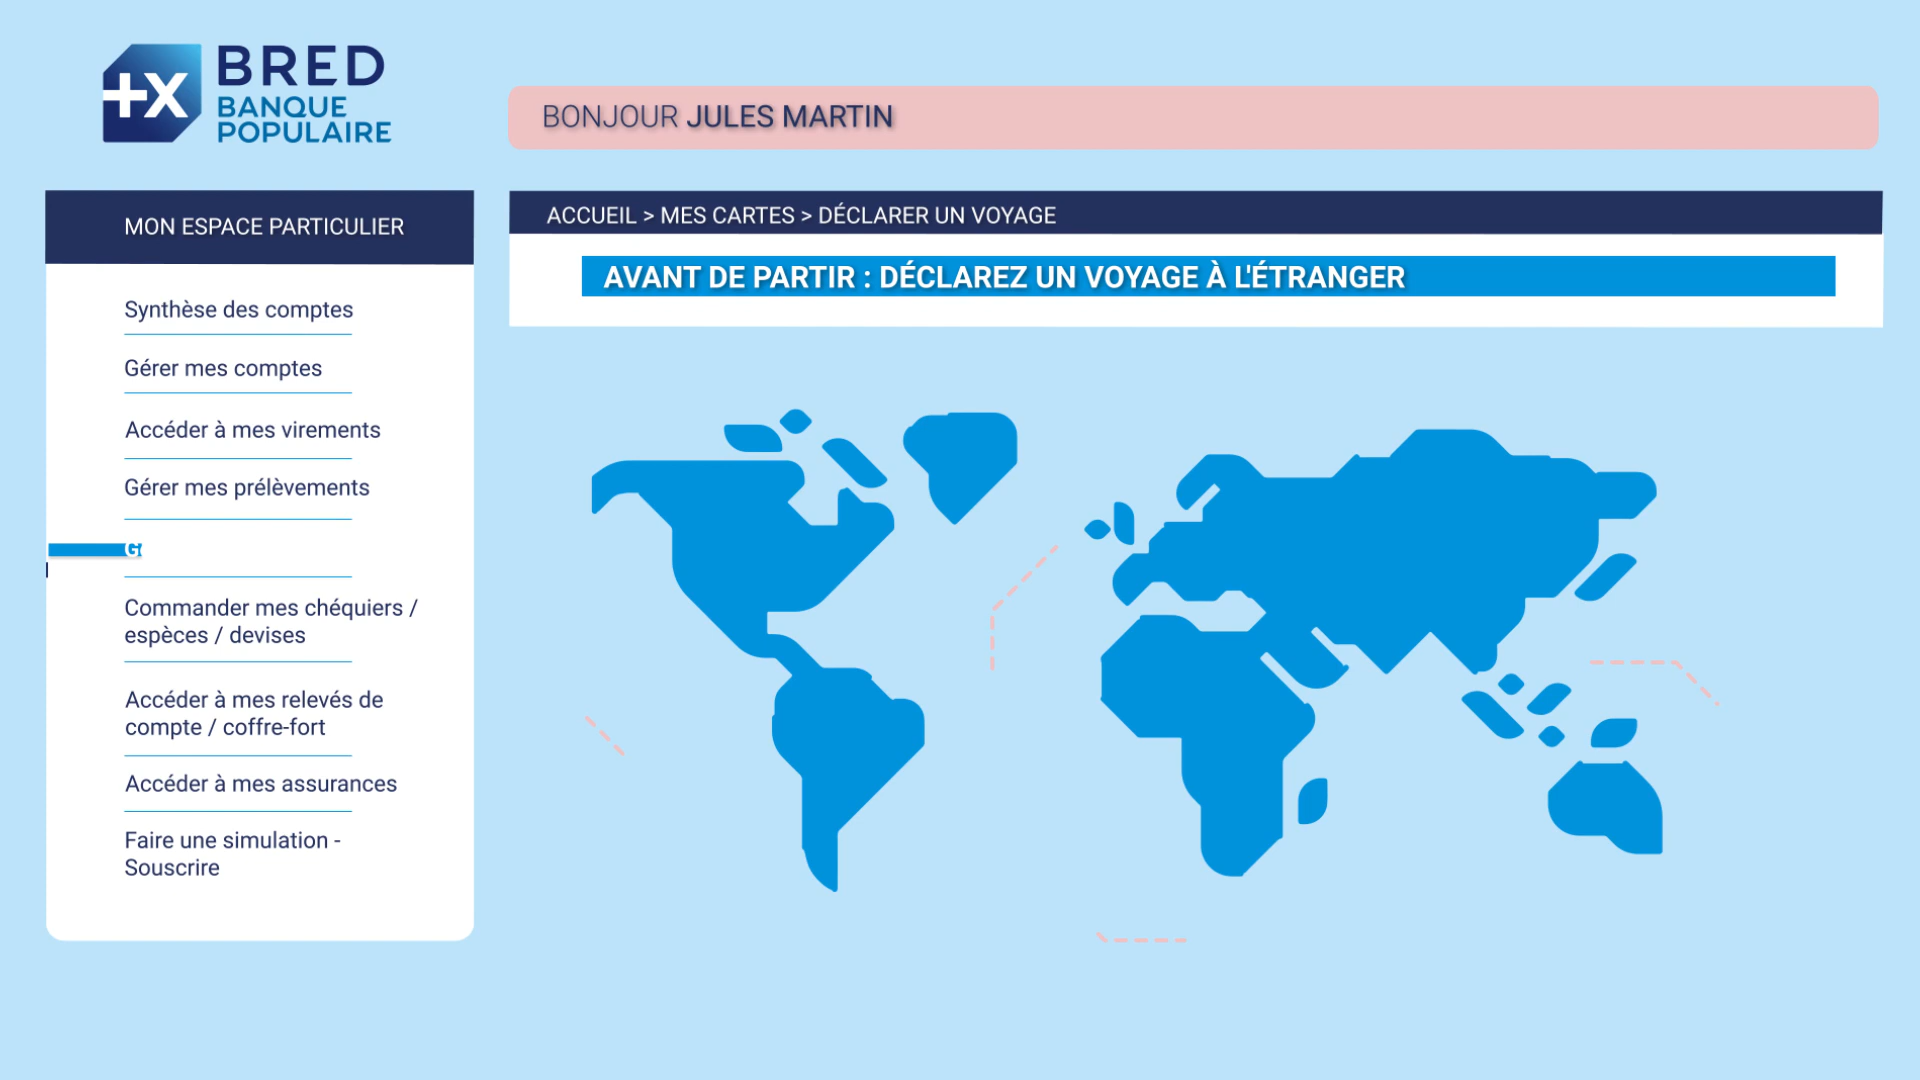 +X BRED
BANQUE
POPULAIRE
BONJOUR JULES MARTIN
MON ESPACE PARTICULIER
Synthèse des comptes
Gérer mes comptes
Accéder à mes virements
Gérer mes prélèvements
Commander mes chéquiers /
espèces / devises
Accéder à mes relevés de
compte / coffre-fort
Accéder à mes assurances
Faire une simulation -
Souscrire
ACCUEIL > MES CARTES > DÉCLARER UN VOYAGE
AVANT DE PARTIR : DÉCLAREZ UN VOYAGE À L'ÉTRANGER